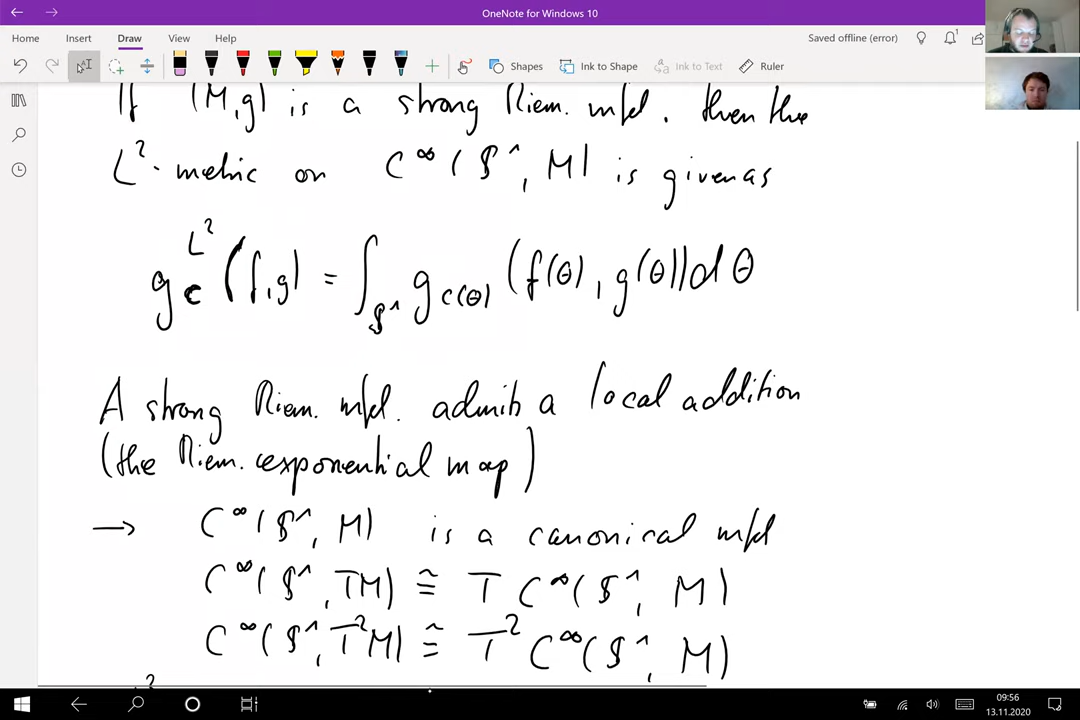 OneNote for Windows 10
Home Insert Draw View Help
Saved offline (error)
Shapes Ink to Shape Ink to Text Ruler
If (M,g) is a strong Riem. mfd. then the
L²-metric on C^∞(S¹, M) is given as
g_c^{L²}(f,g) = ∫_{S¹} g_{c(θ)}(f(θ), g(θ))dθ
A strong Riem. mfd. admits a local addition
(the Riem. exponential map)
→ C^∞(S¹, M) is a canonical mfd
C^∞(S¹, TM) ≅ T C^∞(S¹, M)
C^∞(S¹, T²M) ≅ T² C^∞(S¹, M)
09:56
13.11.2020